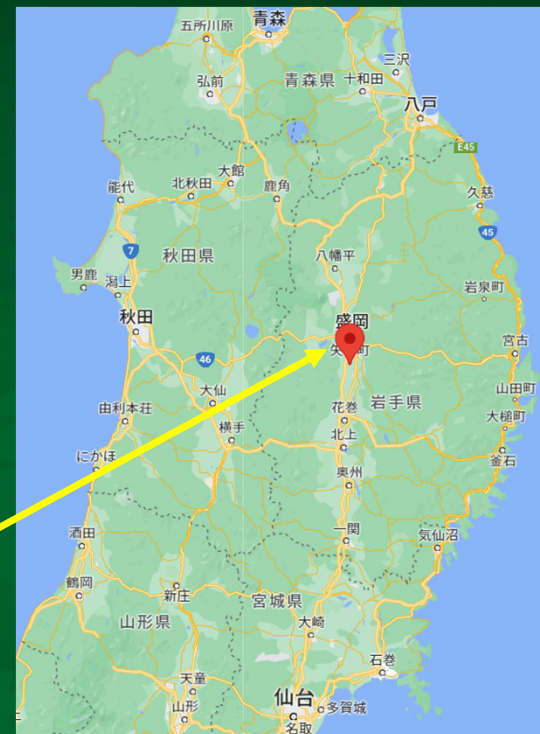 青森
五所川原
三沢
弘前
青森県
十和田
八戸
E45
大館
能代
北秋田
鹿角
久慈
7
45
秋田県
八幡平
男鹿
潟上
岩泉町
秋田
盛岡
宮古
46
大仙
山田町
由利本荘
花巻
岩手県
大槌町
横手
北上
にかほ
釜石
奥州
酒田
一関
気仙沼
鶴岡
新庄
宮城県
山形県
大崎
石巻
天童
仙台
山形
多賀城
名取